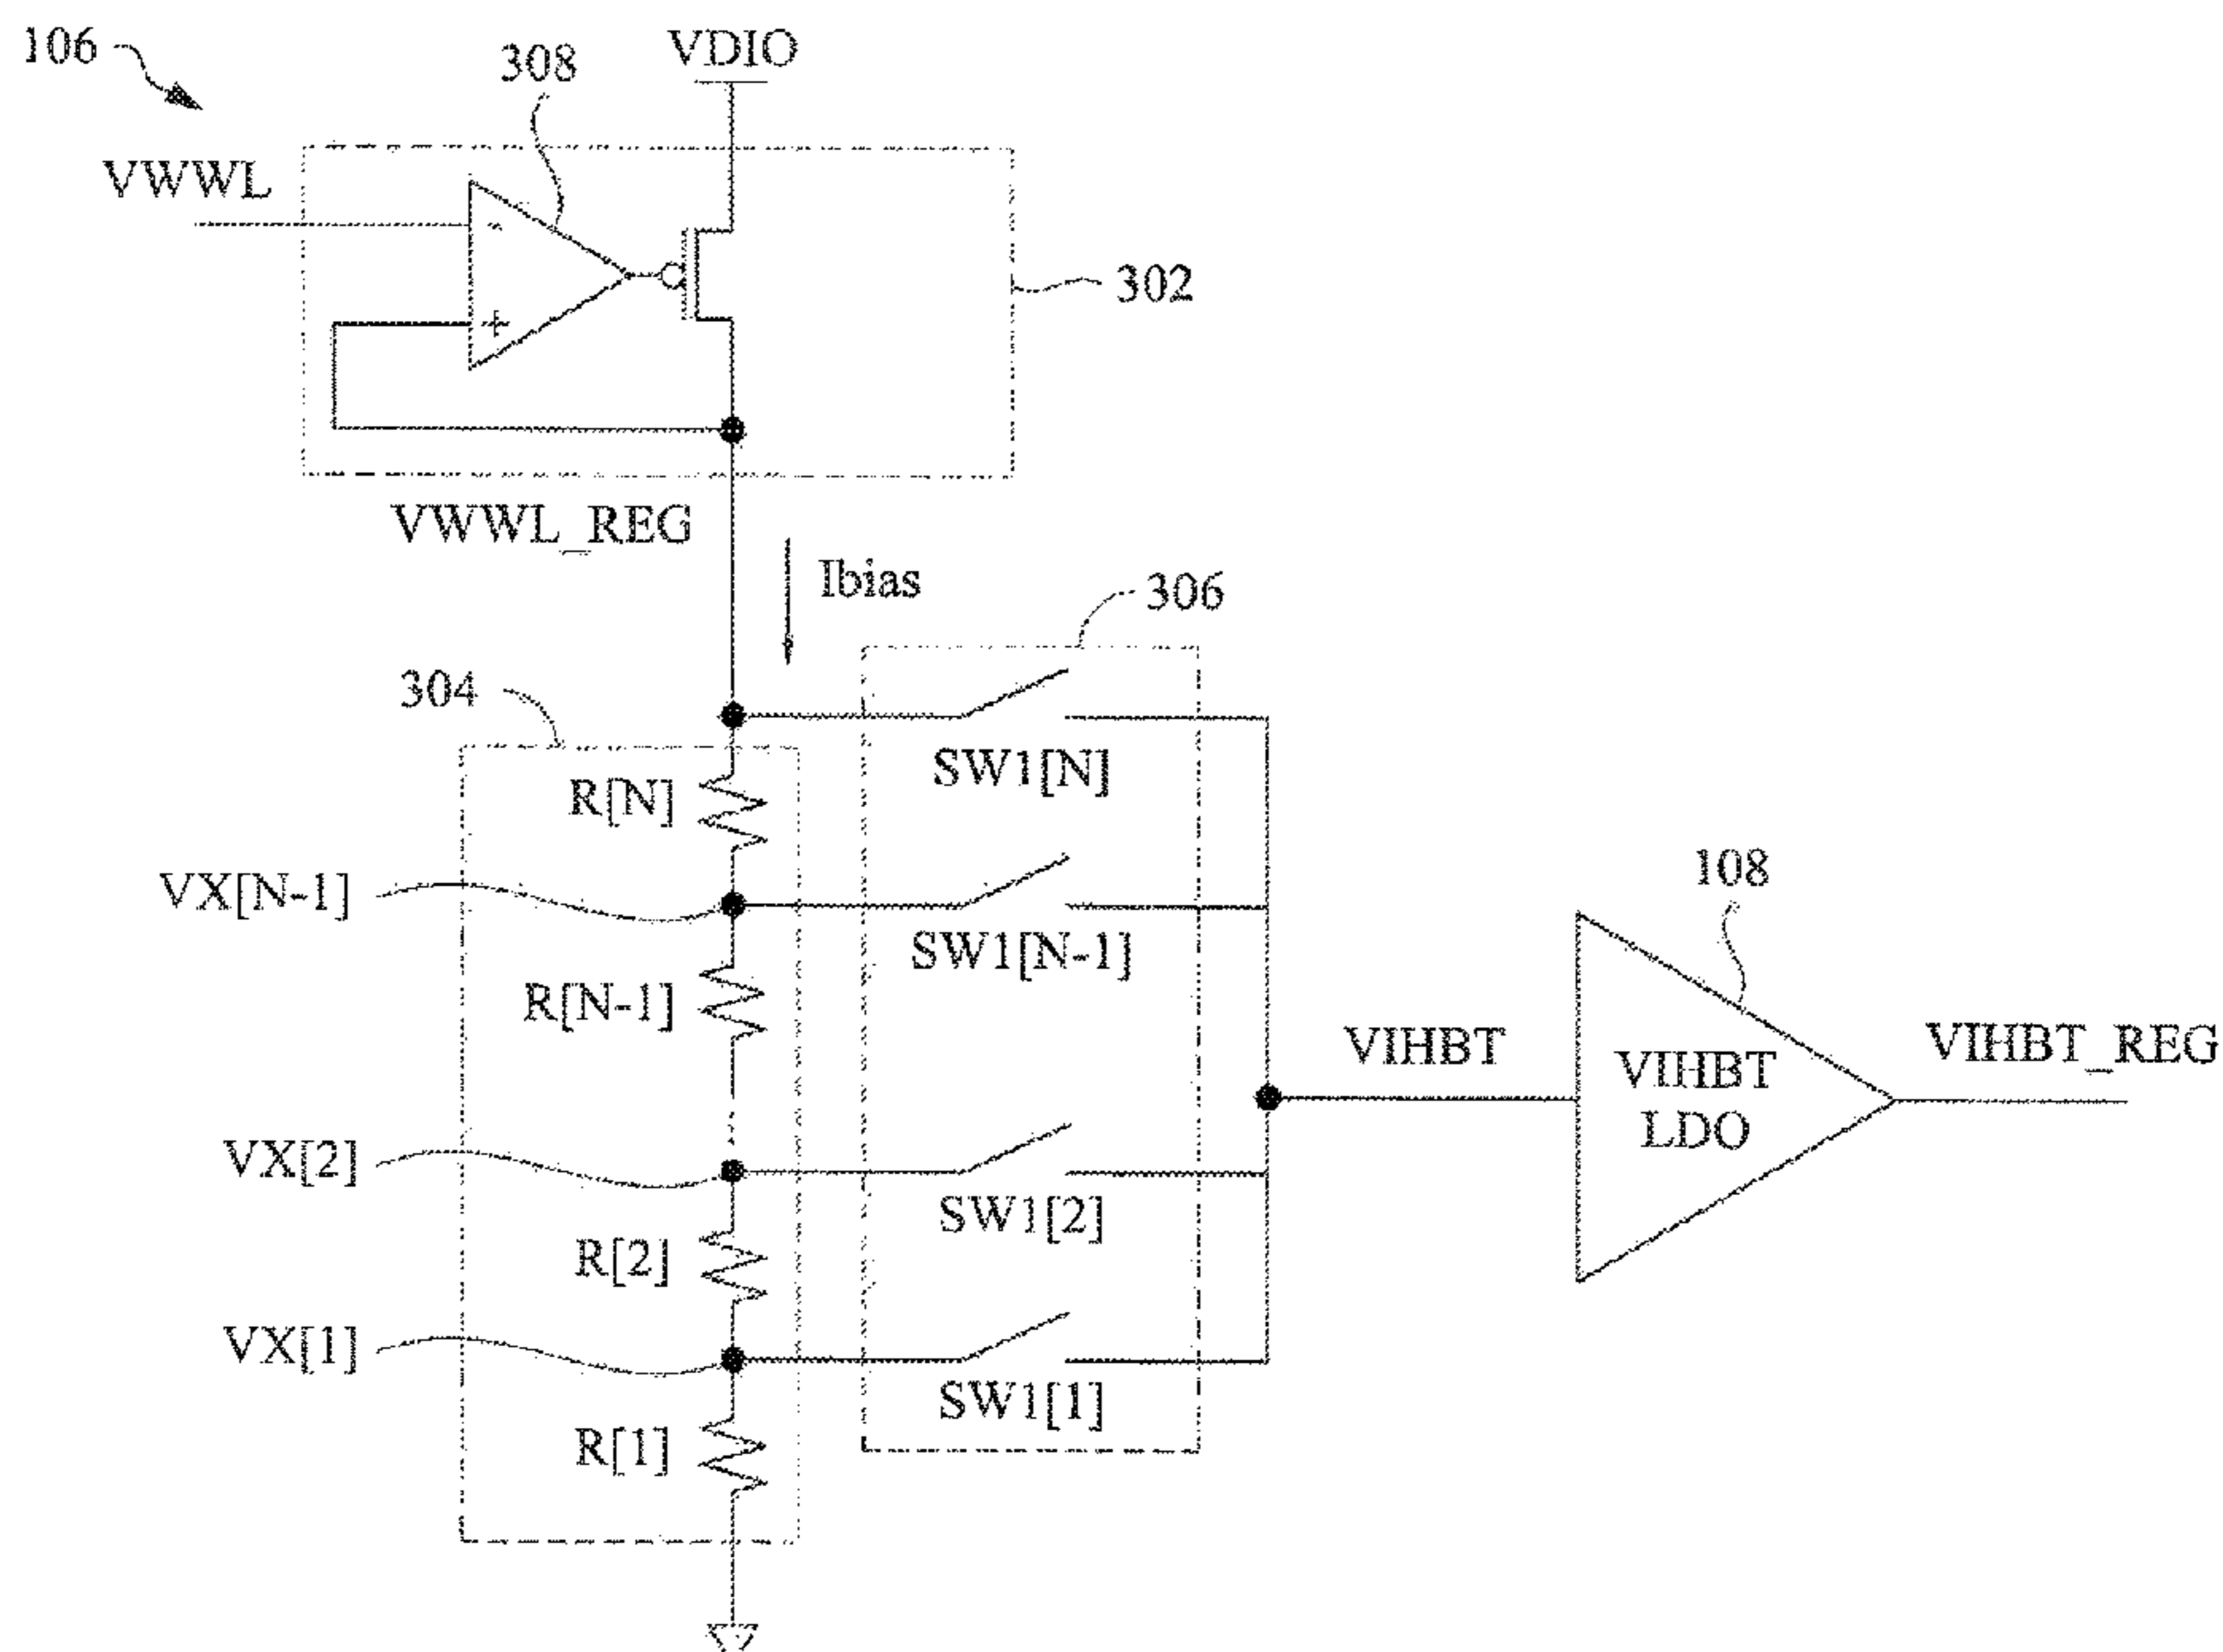 106
308
VDIO
VWWL
-
+
302
VWWL_REG
Ibias
306
304
SW1[N]
R[N]
VX[N-1]
SW1[N-1]
108
R[N-1]
VIHBT
VIHBT LDO
VIHBT_REG
VX[2]
SW1[2]
R[2]
VX[1]
SW1[1]
R[1]